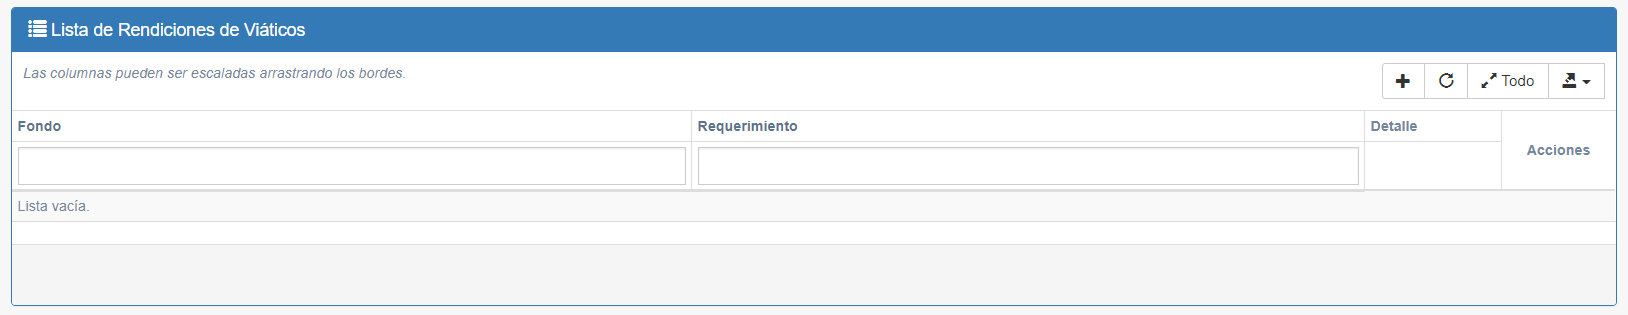 Lista de Rendiciones de Viáticos
Las columnas pueden ser escaladas arrastrando los bordes.
Todo
Fondo
Requerimiento
Detalle
Acciones
Lista vacía.